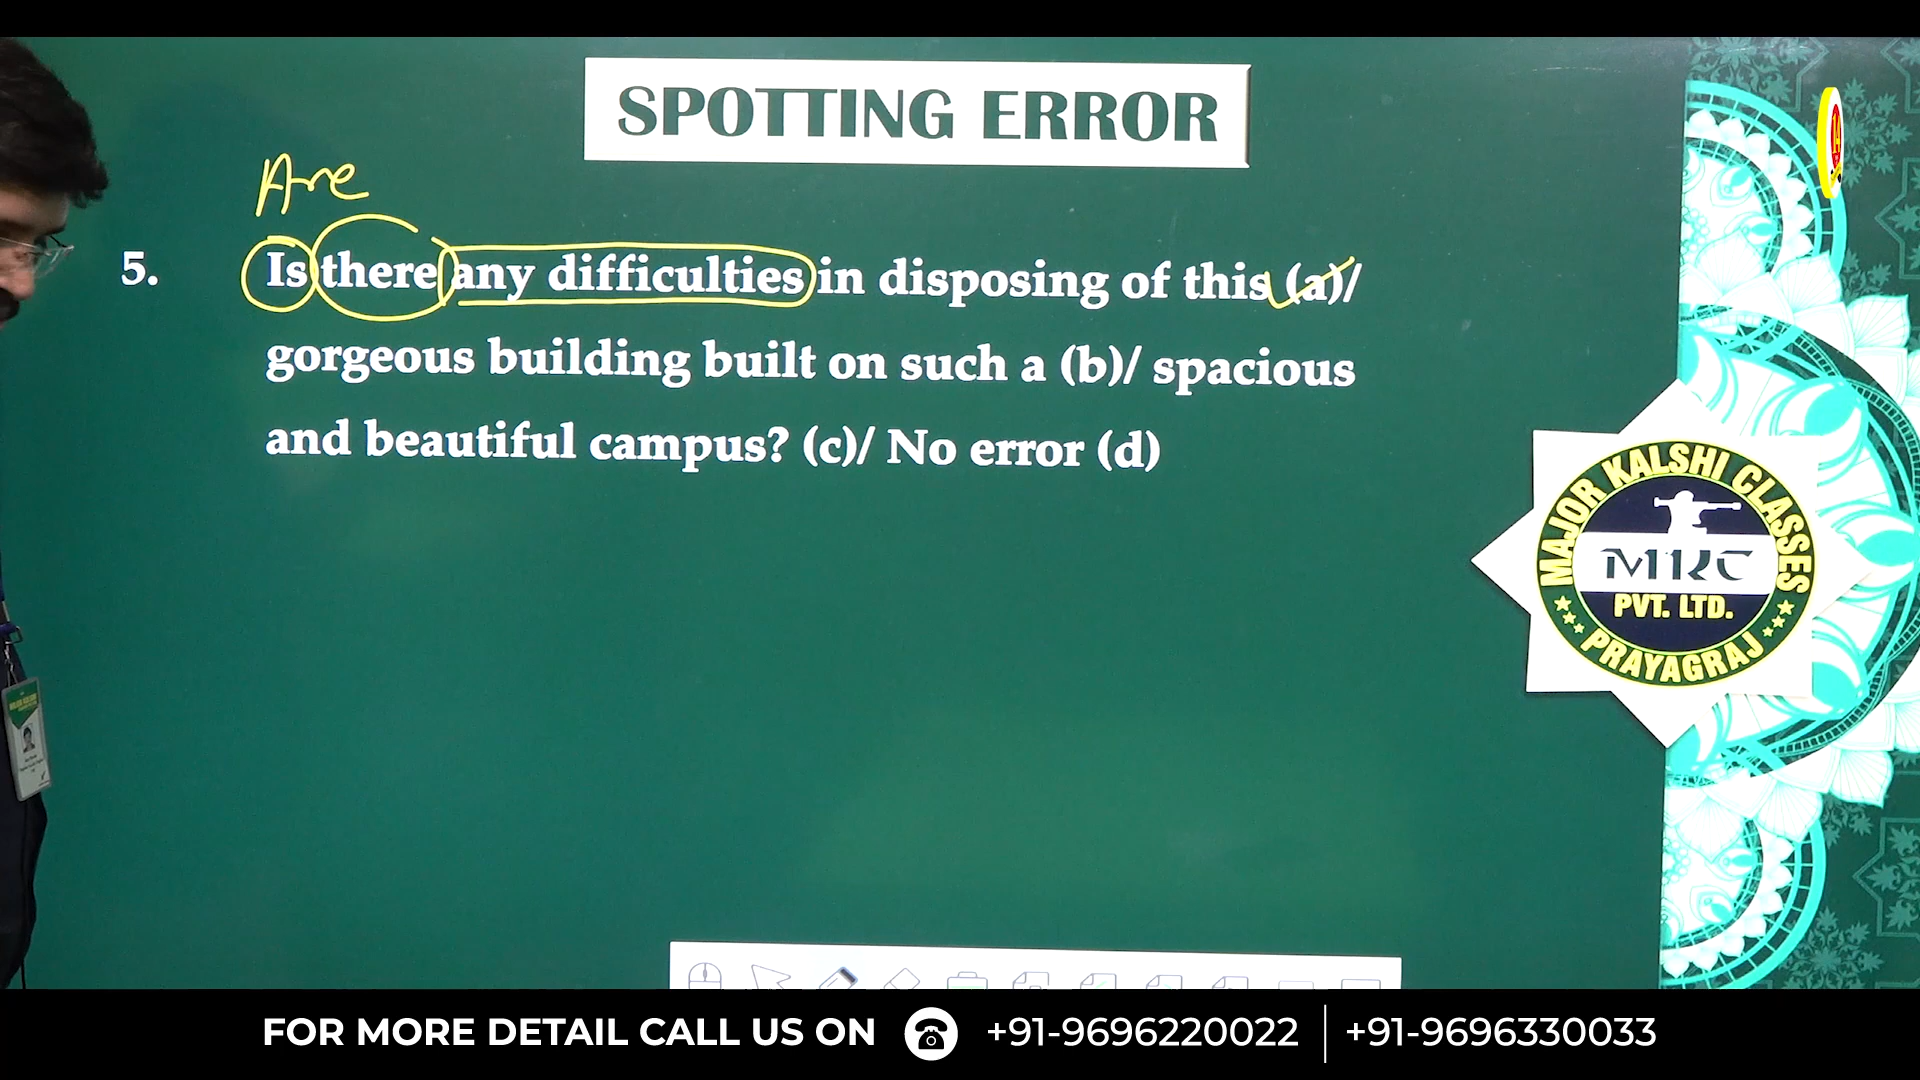 SPOTTING ERROR
Are
5. Is there any difficulties in disposing of this (a)/
gorgeous building built on such a (b)/ spacious
and beautiful campus? (c)/ No error (d)
MAJOR KALSHI CLASSES
MKC
PVT. LTD.
PRAYAGRAJ
FOR MORE DETAIL CALL US ON +91-9696220022 +91-9696330033